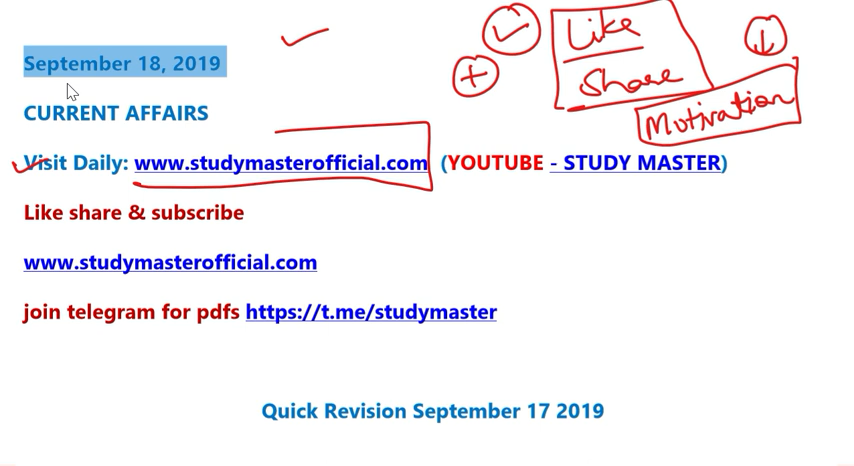 Like
Share
Motivation
September 18, 2019
CURRENT AFFAIRS
Visit Daily: www.studymasterofficial.com (YOUTUBE - STUDY MASTER)
Like share & subscribe
www.studymasterofficial.com
join telegram for pdfs https://t.me/studymaster
Quick Revision September 17 2019